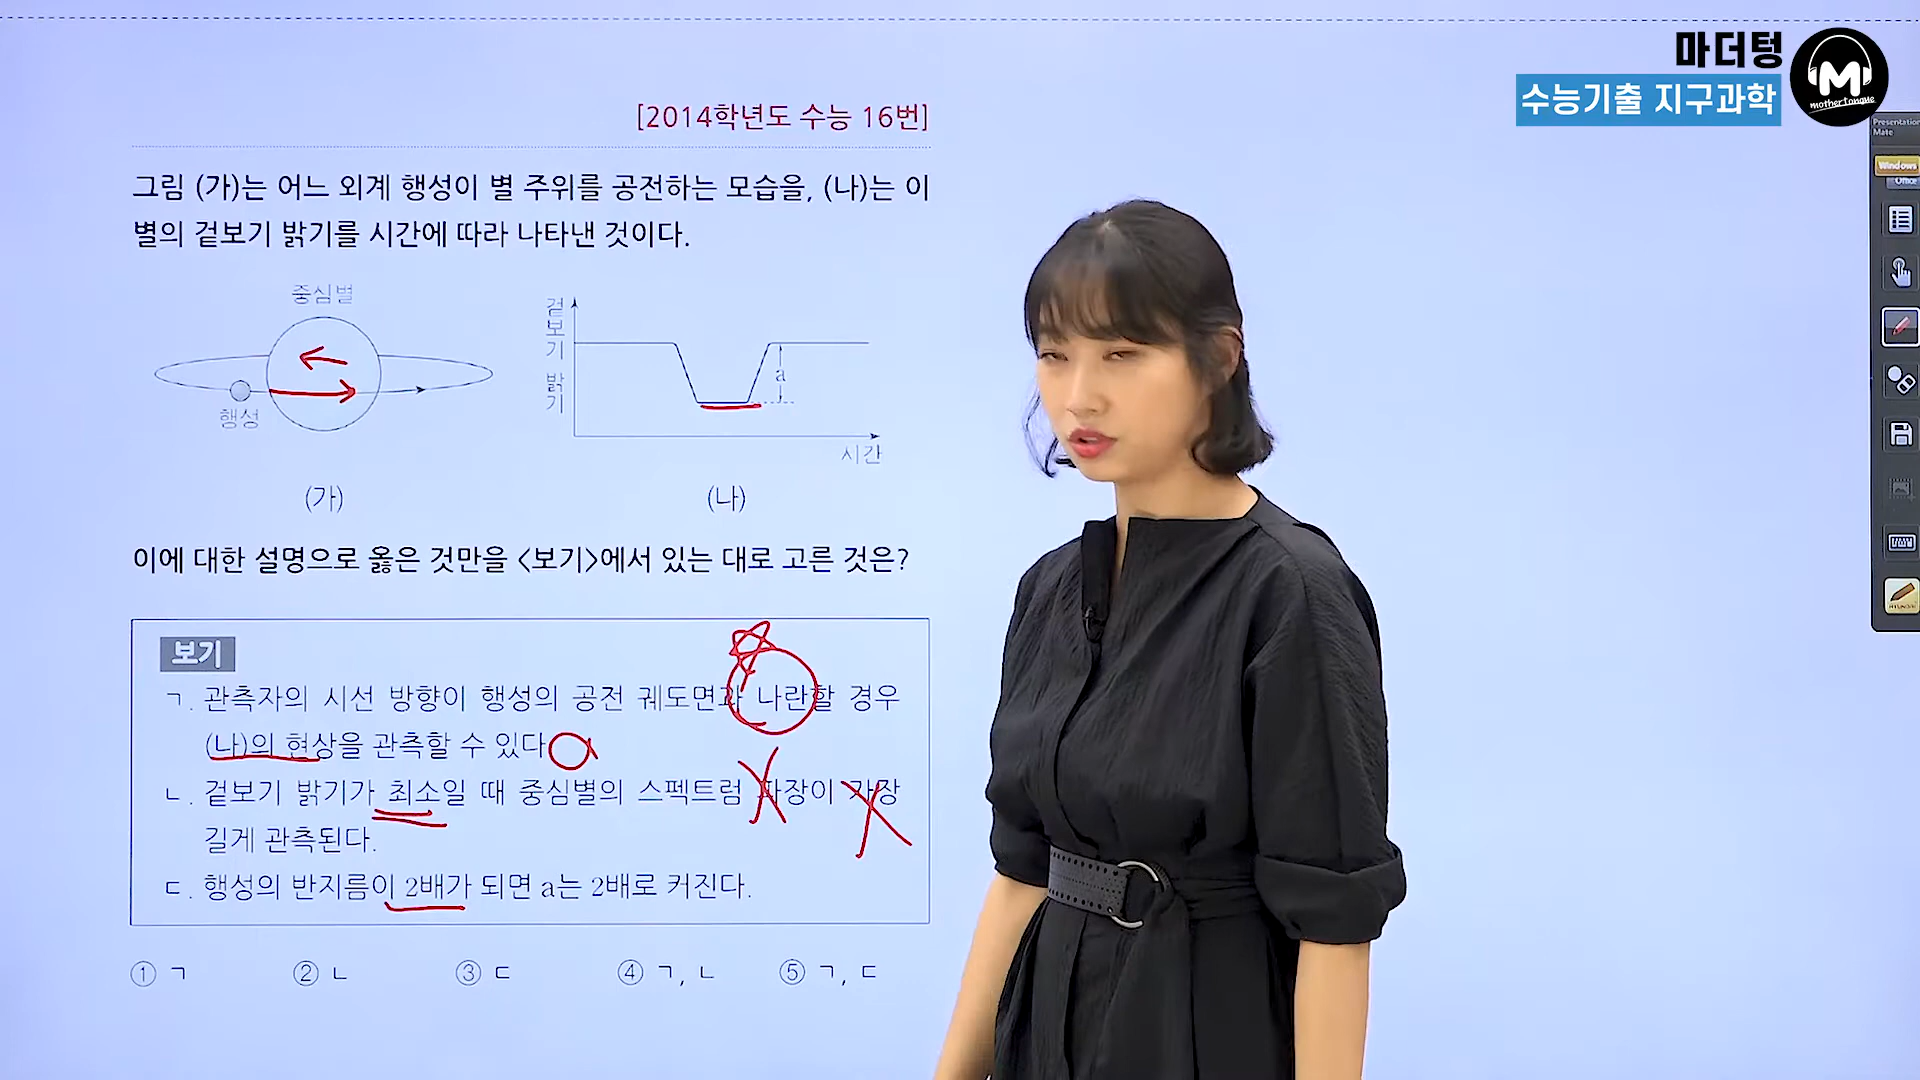 마더텅
수능기출 지구과학
M
mothertongue
Presentation
Mate
Windows
Office
[2014학년도 수능 16번]
그림 (가)는 어느 외계 행성이 별 주위를 공전하는 모습을, (나)는 이
별의 겉보기 밝기를 시간에 따라 나타낸 것이다.
중심별
행성
(가)
겉보기 밝기
a
시간
(나)
이에 대한 설명으로 옳은 것만을 <보기>에서 있는 대로 고른 것은?
보기
ㄱ. 관측자의 시선 방향이 행성의 공전 궤도면과 나란할 경우
(나)의 현상을 관측할 수 있다
ㄴ. 겉보기 밝기가 최소일 때 중심별의 스펙트럼 파장이 가장
길게 관측된다.
ㄷ. 행성의 반지름이 2배가 되면 a는 2배로 커진다.
① ㄱ ② ㄴ ③ ㄷ ④ ㄱ, ㄴ ⑤ ㄱ, ㄷ